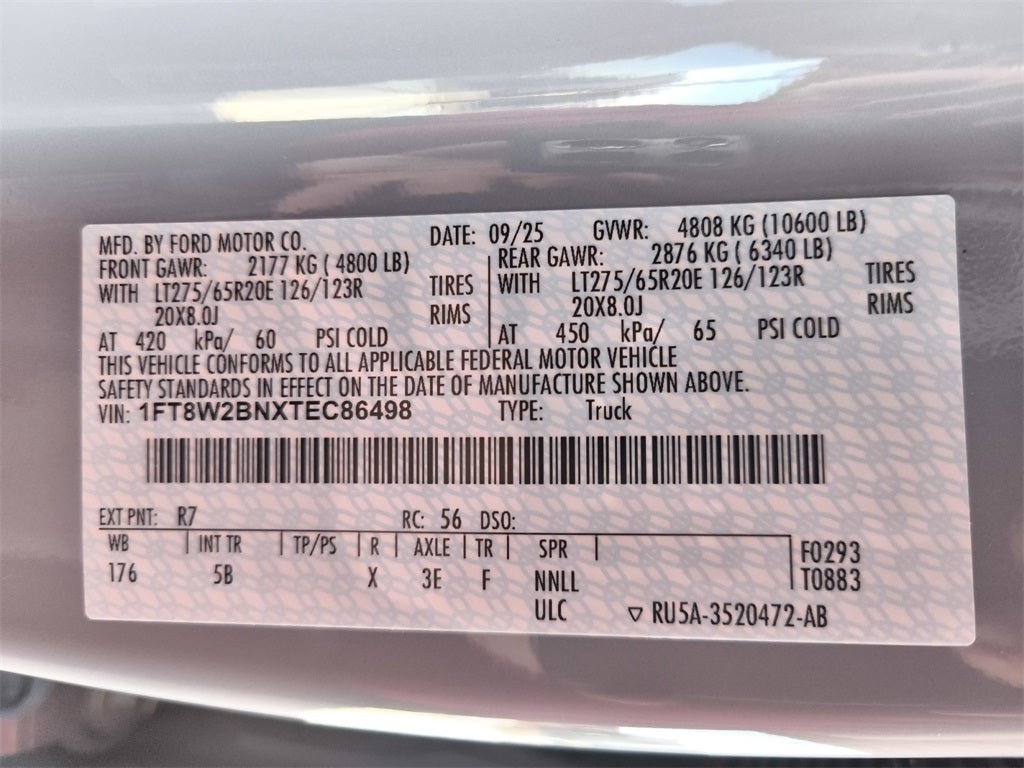 MFD. BY FORD MOTOR CO. DATE: 09/25 GVWR: 4808 KG (10600 LB)
FRONT GAWR: 2177 KG ( 4800 LB) REAR GAWR: 2876 KG ( 6340 LB)
WITH LT275/65R20E 126/123R TIRES WITH LT275/65R20E 126/123R TIRES
20X8.0J RIMS 20X8.0J RIMS
AT 420 kPa/ 60 PSI COLD AT 450 kPa/ 65 PSI COLD
THIS VEHICLE CONFORMS TO ALL APPLICABLE FEDERAL MOTOR VEHICLE
SAFETY STANDARDS IN EFFECT ON THE DATE OF MANUFACTURE SHOWN ABOVE.
VIN: 1FT8W2BNXTEC86498 TYPE: Truck
EXT PNT: R7 RC: 56 DSO:
WB INT TR TP/PS R AXLE TR SPR F0293
176 5B X 3E F NNLL T0883
ULC ▽ RU5A-3520472-AB